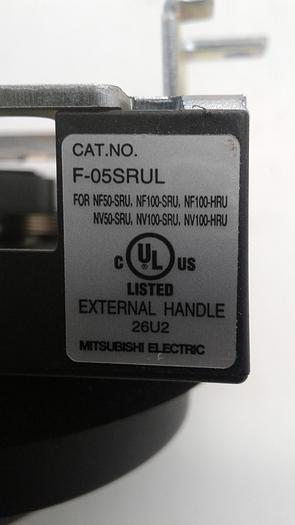 CAT.NO.
F-05SRUL
FOR NF50-SRU, NF100-SRU, NF100-HRU
NV50-SRU, NV100-SRU, NV100-HRU
C UL US
LISTED
EXTERNAL HANDLE
26U2
MITSUBISHI ELECTRIC